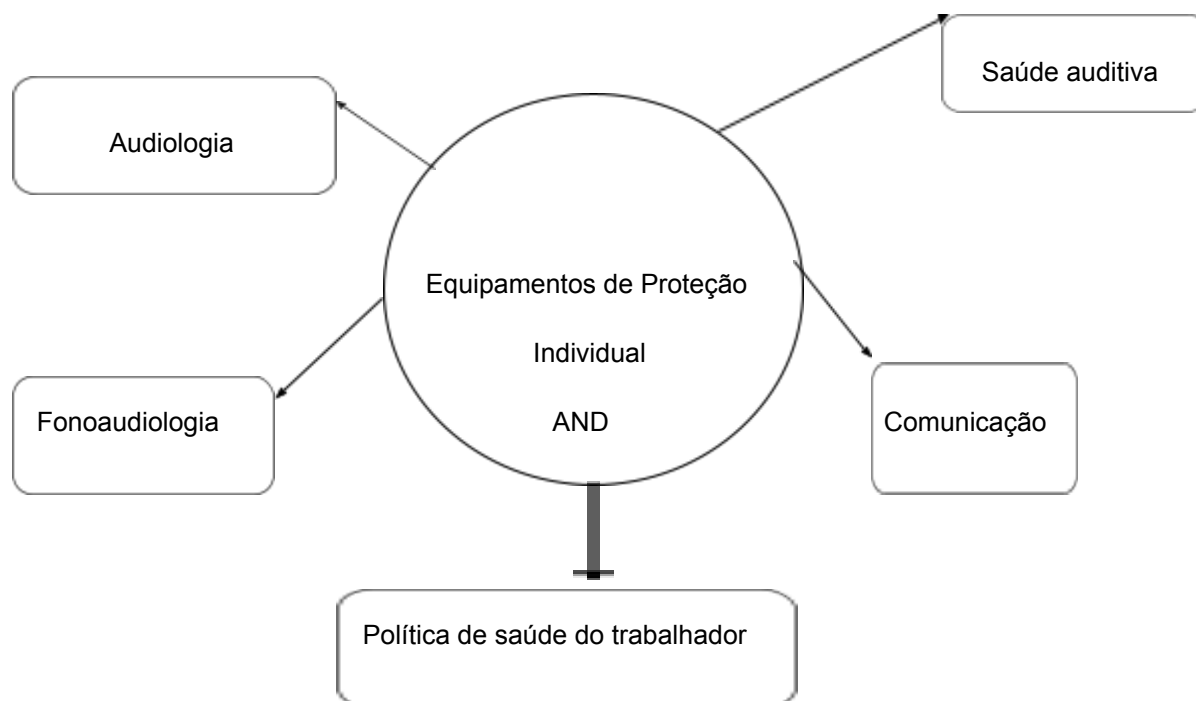 Saúde auditiva
Audiologia
Equipamentos de Proteção
Individual
AND
Fonoaudiologia
Comunicação
Política de saúde do trabalhador